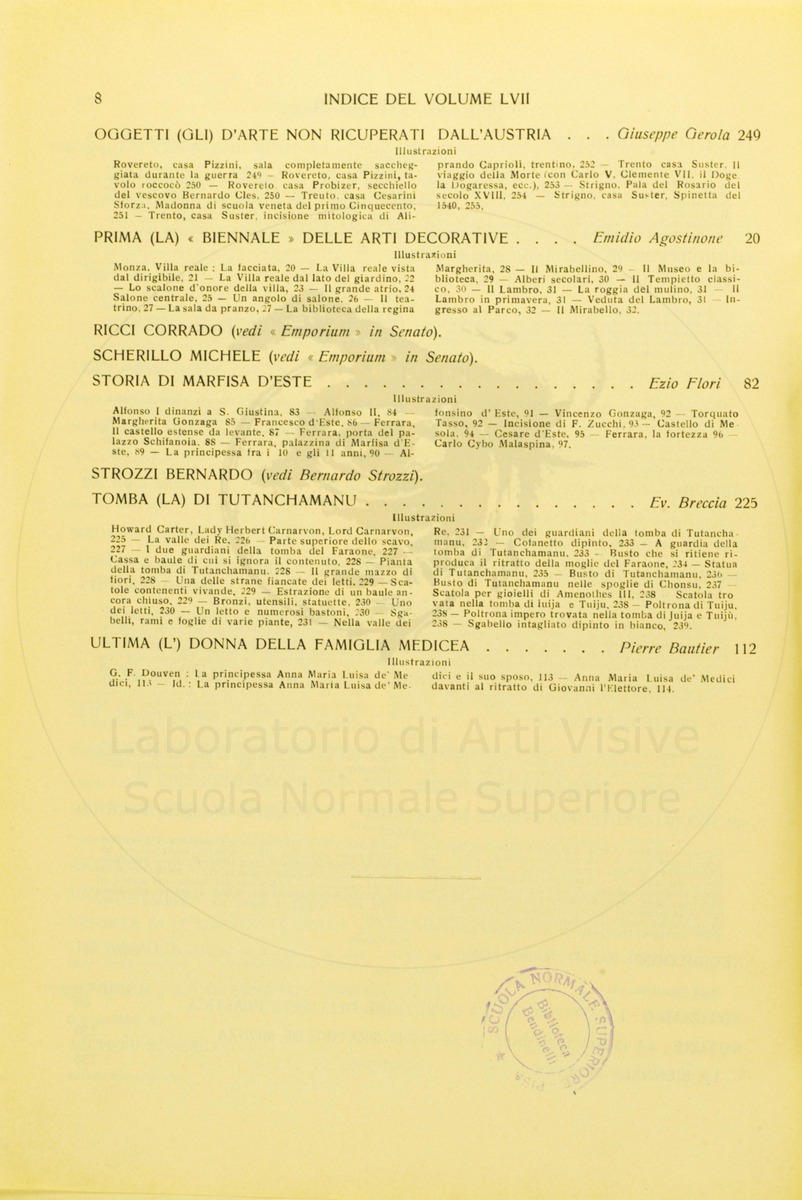 8
INDICE DEL VOLUME LVII
OGGETTI (GLI) D'ARTE NON RICUPERATI DALL'AUSTRIA . . . Giuseppe Gerola 249
Illustrazioni
Rovereto, casa Pizzini, sala completamente saccheg-
giata durante la guerra 249 — Rovereto, casa Pizzini, ta-
volo roccocò 250 — Rovereto casa Probizer, secchiello
del vescovo Bernardo Cles, 250 — Treuto, casa Cesarini
Sforza, Madonna di scuola veneta del primo Cinquecento,
251 — Trento, casa Suster, incisione mitologica di Ali-
prando Caprioli, trentino, 252 — Trento casa Suster, Il
viaggio della Morte (con Carlo V, Clemente VII, il Doge
la Dogaressa, ecc.), 253 — Strigno, Pala del Rosario del
secolo XVIII, 254 — Strigno, casa Suster, Spinetta del
1540, 255.
PRIMA (LA) « BIENNALE » DELLE ARTI DECORATIVE . . . . Emidio Agostinone 20
Illustrazioni
Monza, Villa reale : La facciata, 20 — La Villa reale vista
dal dirigibile, 21 — La Villa reale dal lato del giardino, 22
— Lo scalone d'onore della villa, 23 — Il grande atrio, 24
Salone centrale, 25 — Un angolo di salone, 26 — Il tea-
trino, 27 — La sala da pranzo, 27 — La biblioteca della regina
Margherita, 28 — Il Mirabellino, 29 — Il Museo e la bi-
blioteca, 29 — Alberi secolari, 30 — Il Tempietto classi-
co, 30 — Il Lambro, 31 — La roggia del mulino, 31 — Il
Lambro in primavera, 31 — Veduta del Lambro, 31 — In-
gresso al Parco, 32 — Il Mirabello, 32.
RICCI CORRADO (vedi « Emporium » in Senato).
SCHERILLO MICHELE (vedi « Emporium » in Senato).
STORIA DI MARFISA D'ESTE . . . . . . . . . . . . . . . . . Ezio Flori 82
Illustrazioni
Alfonso I dinanzi a S. Giustina, 83 — Alfonso II, 84 —
Margherita Gonzaga 85 — Francesco d'Este, 86 — Ferrara,
Il castello estense da levante, 87 — Ferrara, porta del pa-
lazzo Schifanoia, 88 — Ferrara, palazzina di Marfisa d'E-
ste, 89 — La principessa fra i 10 e gli 11 anni, 90 — Al-
fonsino d' Este, 91 — Vincenzo Gonzaga, 92 — Torquato
Tasso, 92 — Incisione di F. Zucchi, 93 — Castello di Me
sola, 94 — Cesare d'Este, 95 — Ferrara, la fortezza 96 —
Carlo Cybo Malaspina, 97.
STROZZI BERNARDO (vedi Bernardo Strozzi).
TOMBA (LA) DI TUTANCHAMANU . . . . . . . . . . . . . . . Ev. Breccia 225
Illustrazioni
Howard Carter, Lady Herbert Carnarvon, Lord Carnarvon,
225 — La valle dei Re, 226 — Parte superiore dello scavo,
227 — I due guardiani della tomba del Faraone, 227 —
Cassa e baule di cui si ignora il contenuto, 228 — Pianta
della tomba di Tutanchamanu, 228 — Il grande mazzo di
fiori, 228 — Una delle strane fiancate dei letti, 229 — Sca-
tole contenenti vivande, 229 — Estrazione di un baule an-
cora chiuso, 229 — Bronzi, utensili, statuette, 230 — Uno
dei letti, 230 — Un letto e numerosi bastoni, 230 — Sga-
belli, rami e foglie di varie piante, 231 — Nella valle dei
Re, 231 — Uno dei guardiani della tomba di Tutancha-
manu, 232 — Cofanetto dipinto, 233 — A guardia della
tomba di Tutanchamanu, 233 — Busto che si ritiene ri-
produca il ritratto della moglie del Faraone, 234 — Statua
di Tutanchamanu, 235 — Busto di Tutanchamanu, 236 —
Busto di Tutanchamanu nelle spoglie di Chonsu, 237 —
Scatola per gioielli di Amenothes III, 238 Scatola tro
vata nella tomba di Iuija e Tuiju, 238 — Poltrona di Tuiju,
238 — Poltrona impero trovata nella tomba di Juija e Tuijù,
238 — Sgabello intagliato dipinto in bianco, 239.
ULTIMA (L') DONNA DELLA FAMIGLIA MEDICEA . . . . . . . Pierre Bautier 112
Illustrazioni
G. F. Douven : La principessa Anna Maria Luisa de' Me
dici, 113 — Id. : La principessa Anna Maria Luisa de' Me-
dici e il suo sposo, 113 — Anna Maria Luisa de' Medici
davanti al ritratto di Giovanni l'Elettore, 114.
Laboratorio di Arti Visive
Scuola Normale Superiore
SCUOLA NORMALE SUPERIORE
PISA
Biblioteca
Bendinelli